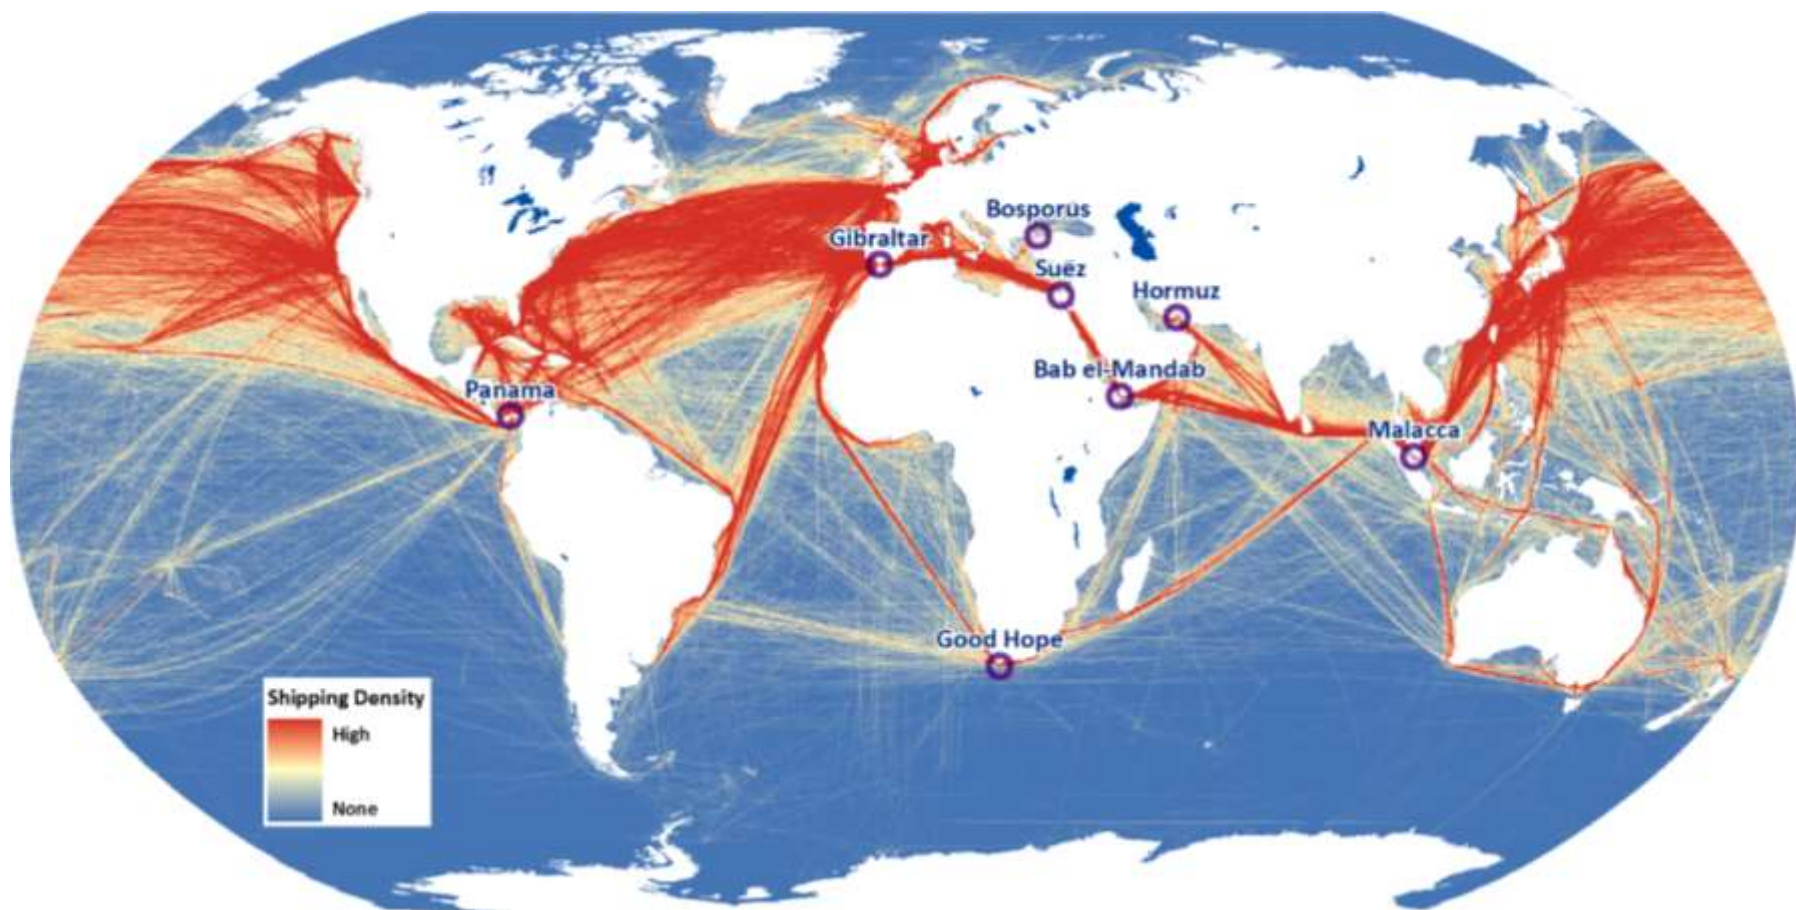 Bosporus
Gibraltar
Suez
Hormuz
Bab el-Mandab
Panama
Malacca
Good Hope
Shipping Density
High
None